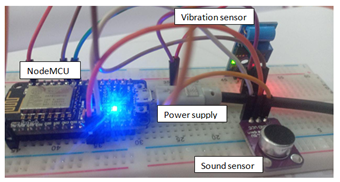 Vibration sensor
NodeMCU
Power supply
Sound sensor